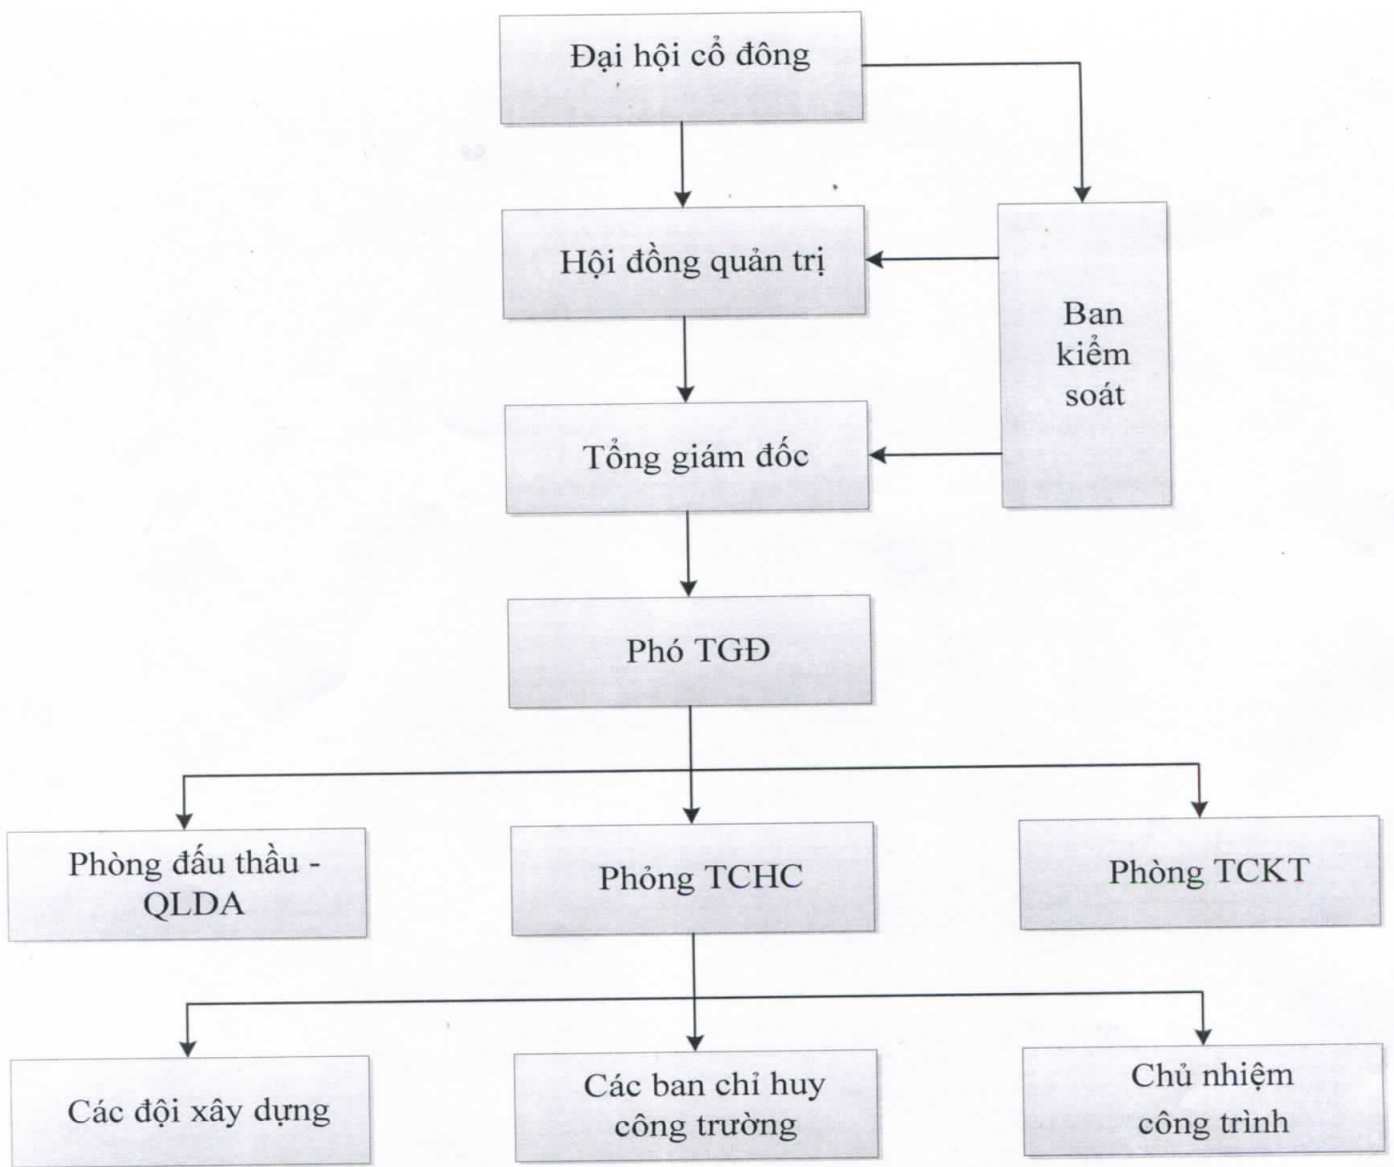 Đại hội cổ đông
Hội đồng quản trị
Ban
kiểm
soát
Tổng giám đốc
Phó TGĐ
Phòng đấu thầu -
QLDA
Phỏng TCHC
Phòng TCKT
Các đội xây dựng
Các ban chỉ huy
công trường
Chủ nhiệm
công trình